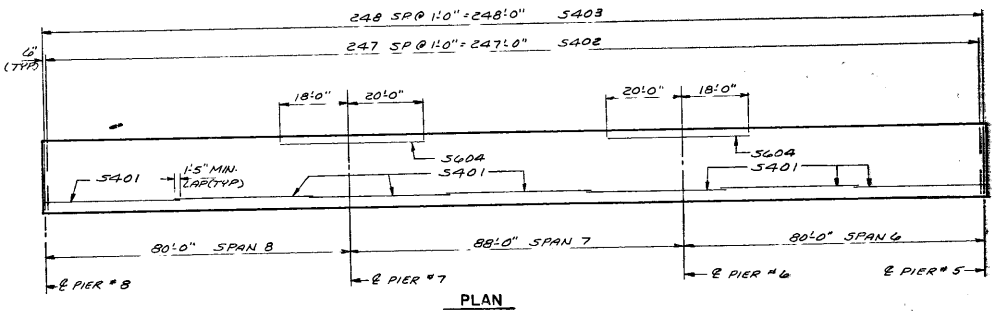 248 SP @ 1'-0" = 248'-0" S403
6" (TYP)
247 SP @ 1'-0" = 247'-0" S402
18'-0" 20'-0" 20'-0" 18'-0"
S604 S604
S401 1'-5" MIN. LAP (TYP) S401 S401
80'-0" SPAN 8 88'-0" SPAN 7 80'-0" SPAN 6
℄ PIER #8 ℄ PIER #7 ℄ PIER #6 ℄ PIER #5
PLAN